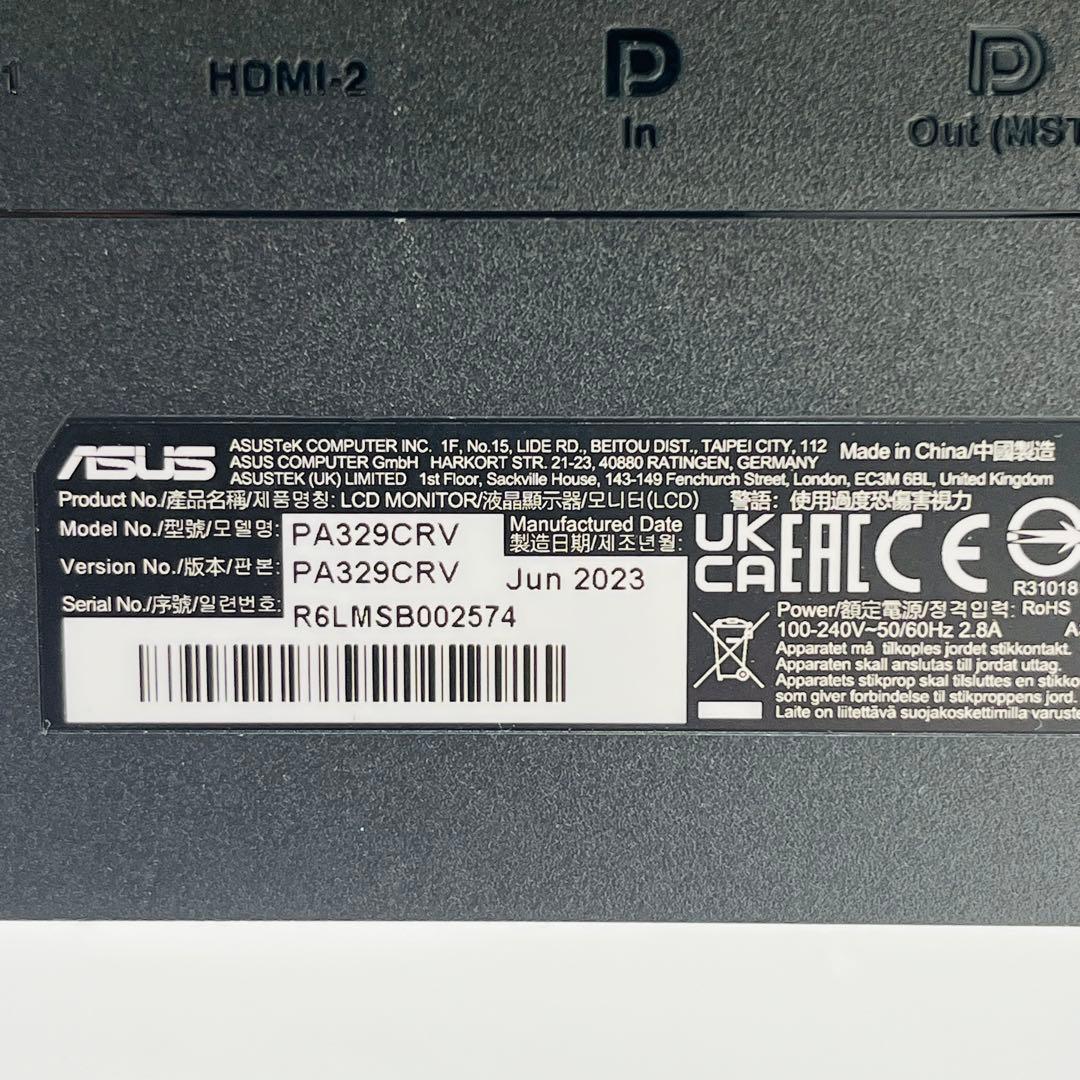 1 HDMI-2 In Out (MST
ASUS
ASUSTeK COMPUTER INC. 1F, No.15, LIDE RD., BEITOU DIST., TAIPEI CITY, 112
ASUS COMPUTER GmbH HARKORT STR. 21-23, 40880 RATINGEN, GERMANY
ASUSTEK (UK) LIMITED 1st Floor, Sackville House, 143-149 Fenchurch Street, London, EC3M 6BL, United Kingdom
Made in China/中國製造
Product No./產品名稱/제품명칭: LCD MONITOR/液晶顯示器/모니터(LCD)
警語: 使用過度恐傷害視力
Model No./型號/모델명: PA329CRV
Version No./版本/판본: PA329CRV
Serial No./序號/일련번호: R6LMSB002574
Manufactured Date
製造日期/제조년월:
Jun 2023
UK
CA
EAC
CE
R31018
RoHS
Power/額定電源/정격입력:
100-240V~50/60Hz 2.8A A
Apparatet må tilkoples jordet stikkontakt.
Apparaten skall anslutas till jordat uttag.
Apparatets stikprop skal tilsluttes en stikko
som giver forbindelse til stikproppens jord.
Laite on liitettävä suojakoskettimilla varuste